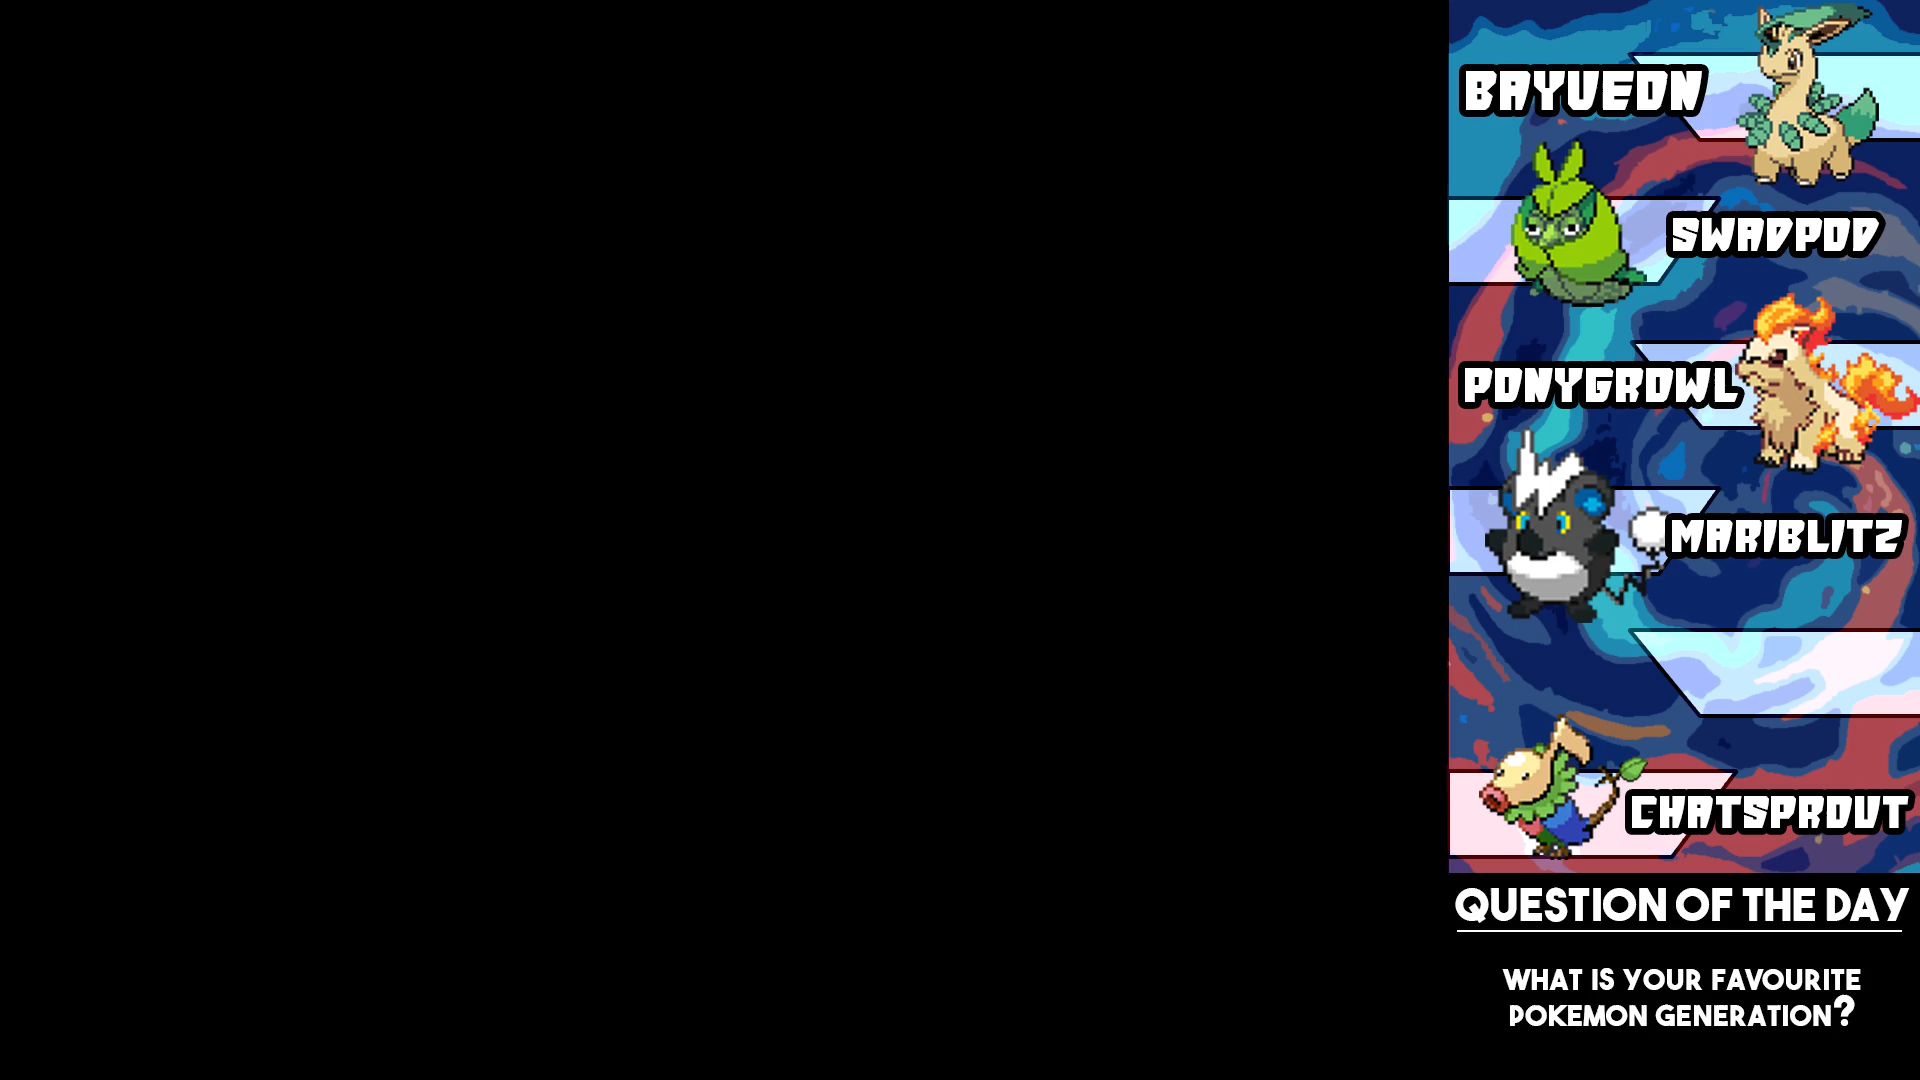 BAYUEON
SWADPOD
PONYGROWL
MARIBLITZ
CHATSPROUT
QUESTION OF THE DAY
WHAT IS YOUR FAVOURITE
POKEMON GENERATION?